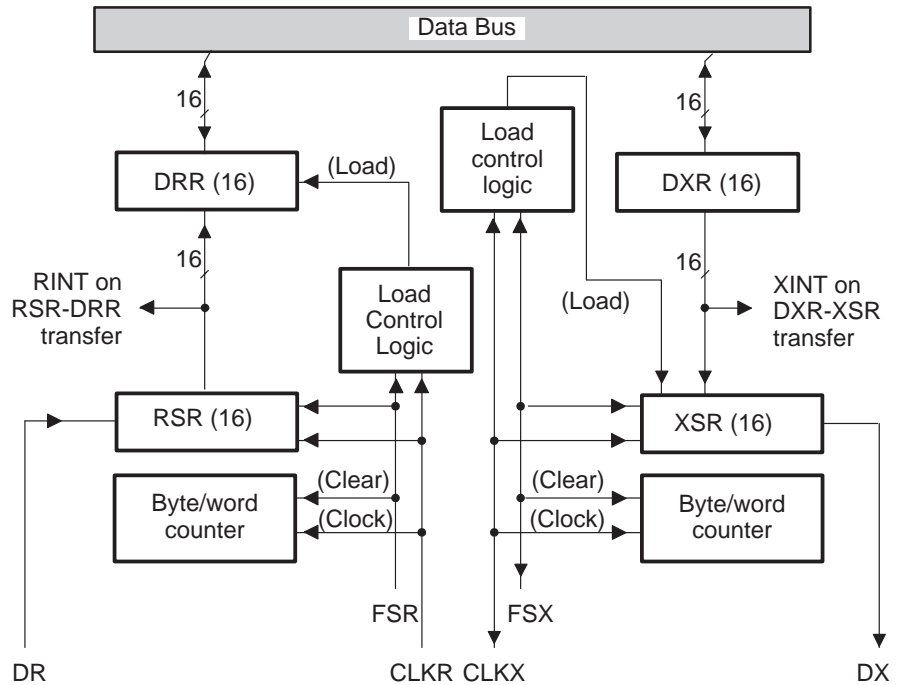 Data Bus
16
16
DRR (16)
(Load)
Load
control
logic
DXR (16)
16
RINT on
RSR-DRR
transfer
Load
Control
Logic
(Load)
16
XINT on
DXR-XSR
transfer
RSR (16)
XSR (16)
Byte/word
counter
(Clear)
(Clock)
(Clear)
(Clock)
Byte/word
counter
FSR
FSX
DR
CLKR
CLKX
DX